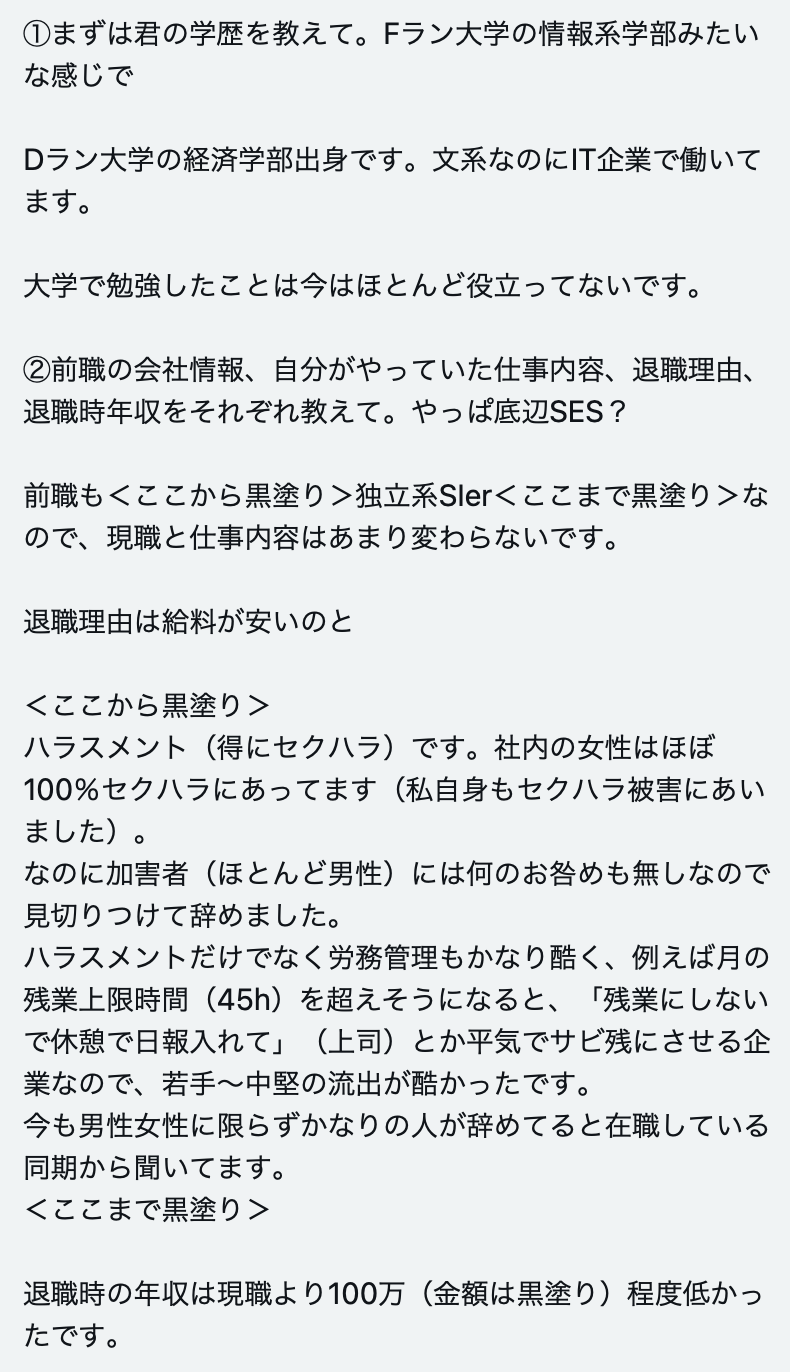 ①まずは君の学歴を教えて。Fラン大学の情報系学部みたい
な感じで
Dラン大学の経済学部出身です。文系なのにIT企業で働いて
ます。
大学で勉強したことは今はほとんど役立ってないです。
②前職の会社情報、自分がやっていた仕事内容、退職理由、
退職時年収をそれぞれ教えて。やっぱ底辺SES？
前職も＜ここから黒塗り＞独立系SIer＜ここまで黒塗り＞な
ので、現職と仕事内容はあまり変わらないです。
退職理由は給料が安いのと
＜ここから黒塗り＞
ハラスメント（得にセクハラ）です。社内の女性はほぼ
100%セクハラにあってます（私自身もセクハラ被害にあい
ました）。
なのに加害者（ほとんど男性）には何のお咎めも無しなので
見切りつけて辞めました。
ハラスメントだけでなく労務管理もかなり酷く、例えば月の
残業上限時間（45h）を超えそうになると、「残業にしない
で休憩で日報入れて」（上司）とか平気でサビ残にさせる企
業なので、若手～中堅の流出が酷かったです。
今も男性女性に限らずかなりの人が辞めてると在職している
同期から聞いてます。
＜ここまで黒塗り＞
退職時の年収は現職より100万（金額は黒塗り）程度低かっ
たです。